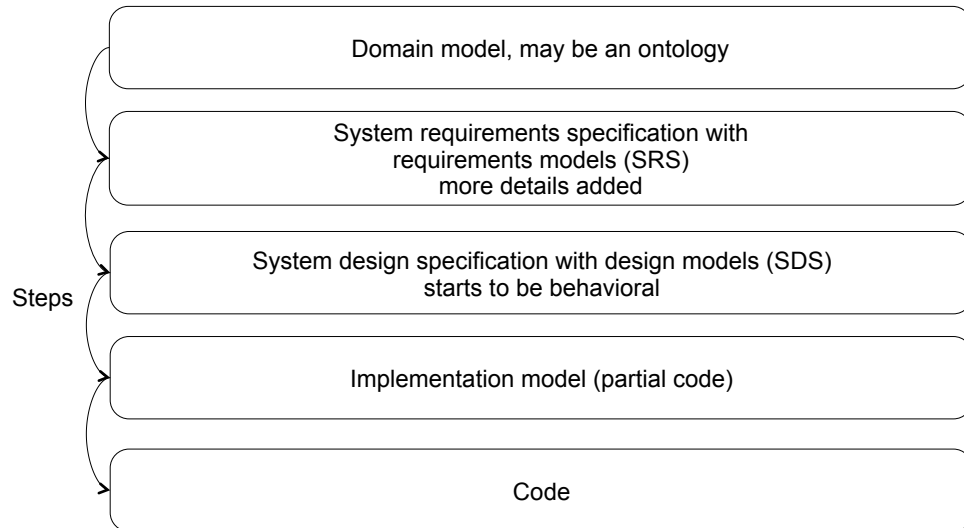 Domain model, may be an ontology
System requirements specification with
requirements models (SRS)
more details added
System design specification with design models (SDS)
starts to be behavioral
Steps
Implementation model (partial code)
Code